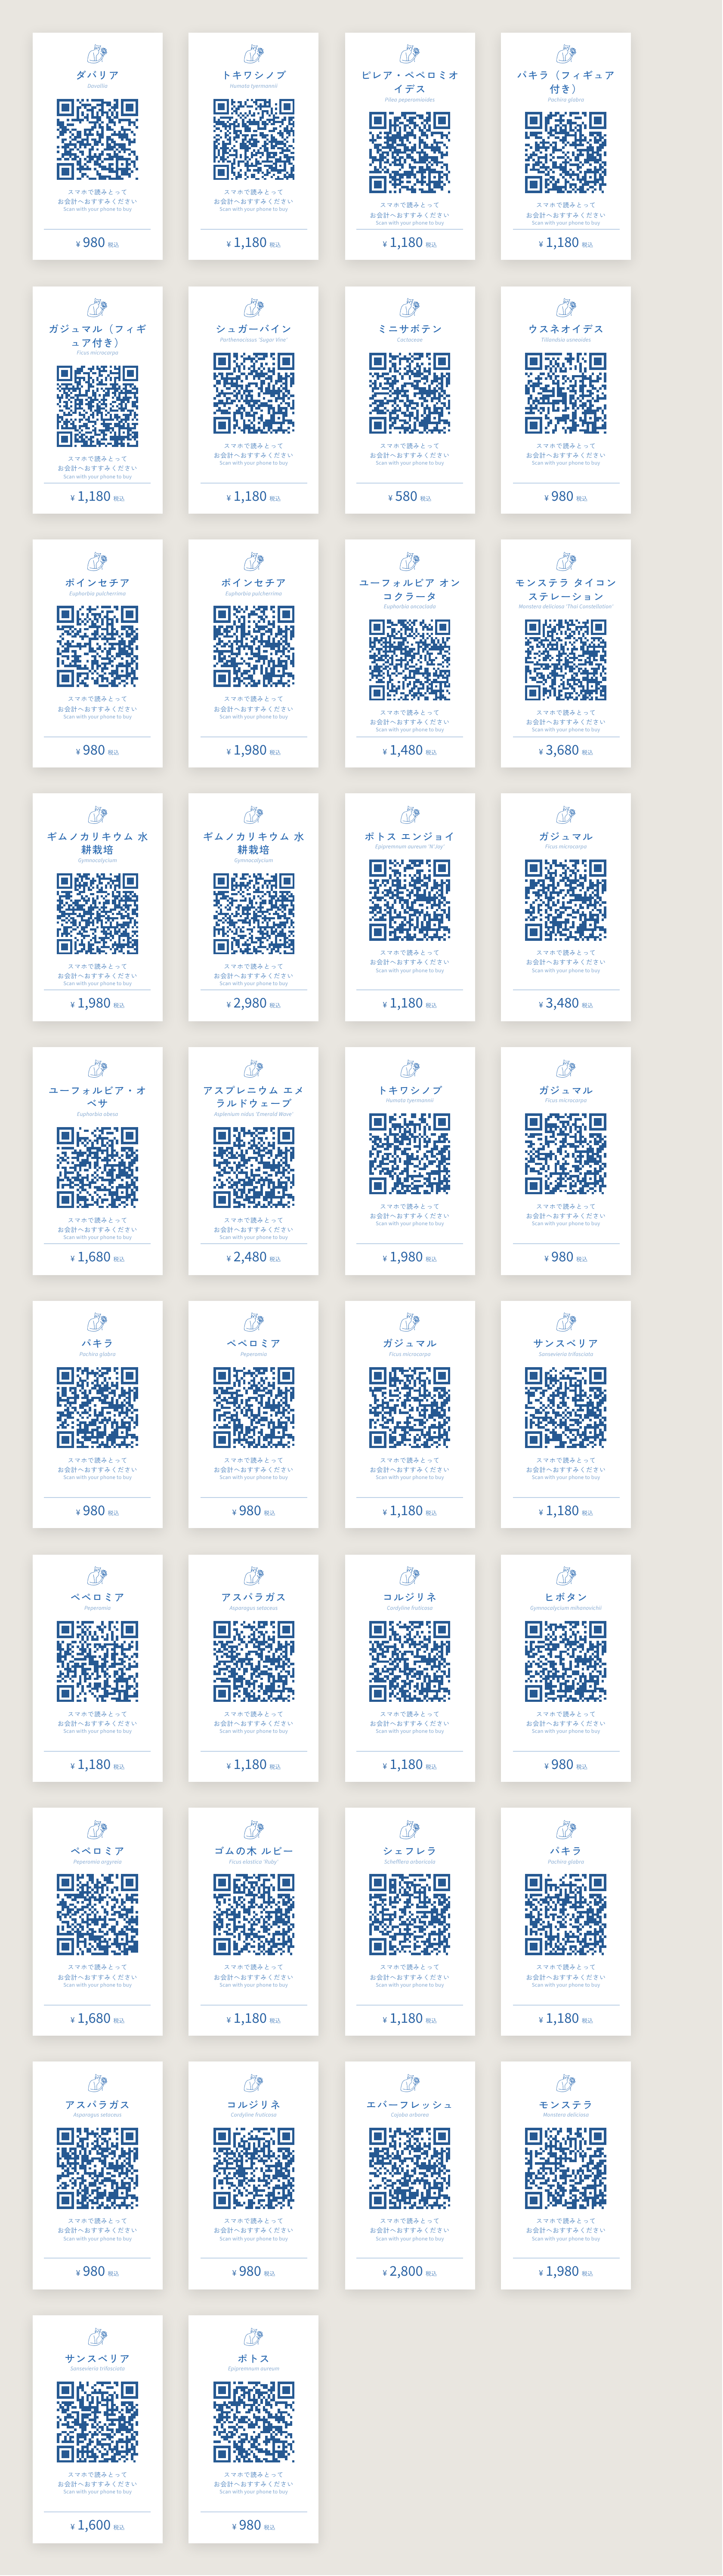 ダバリア
Davallia
スマホで読みとって
お会計へおすすみください
Scan with your phone to buy
¥ 980 税込
トキワシノブ
Humata tyermannii
スマホで読みとって
お会計へおすすみください
Scan with your phone to buy
¥ 1,180 税込
ピレア・ペペロミオ
イデス
Pilea peperomioides
スマホで読みとって
お会計へおすすみください
Scan with your phone to buy
¥ 1,180 税込
パキラ（フィギュア
付き）
Pachira glabra
スマホで読みとって
お会計へおすすみください
Scan with your phone to buy
¥ 1,180 税込
ガジュマル（フィギ
ュア付き）
Ficus microcarpa
スマホで読みとって
お会計へおすすみください
Scan with your phone to buy
¥ 1,180 税込
シュガーバイン
Parthenocissus 'Sugar Vine'
スマホで読みとって
お会計へおすすみください
Scan with your phone to buy
¥ 1,180 税込
ミニサボテン
Cactaceae
スマホで読みとって
お会計へおすすみください
Scan with your phone to buy
¥ 580 税込
ウスネオイデス
Tillandsia usneoides
スマホで読みとって
お会計へおすすみください
Scan with your phone to buy
¥ 980 税込
ポインセチア
Euphorbia pulcherrima
スマホで読みとって
お会計へおすすみください
Scan with your phone to buy
¥ 980 税込
ポインセチア
Euphorbia pulcherrima
スマホで読みとって
お会計へおすすみください
Scan with your phone to buy
¥ 1,980 税込
ユーフォルビア オン
コクラータ
Euphorbia oncoclada
スマホで読みとって
お会計へおすすみください
Scan with your phone to buy
¥ 1,480 税込
モンステラ タイコン
ステレーション
Monstera deliciosa 'Thai Constellation'
スマホで読みとって
お会計へおすすみください
Scan with your phone to buy
¥ 3,680 税込
ギムノカリキウム 水
耕栽培
Gymnocalycium
スマホで読みとって
お会計へおすすみください
Scan with your phone to buy
¥ 1,980 税込
ギムノカリキウム 水
耕栽培
Gymnocalycium
スマホで読みとって
お会計へおすすみください
Scan with your phone to buy
¥ 2,980 税込
ポトス エンジョイ
Epipremnum aureum 'N'Joy'
スマホで読みとって
お会計へおすすみください
Scan with your phone to buy
¥ 1,180 税込
ガジュマル
Ficus microcarpa
スマホで読みとって
お会計へおすすみください
Scan with your phone to buy
¥ 3,480 税込
ユーフォルビア・オ
ベサ
Euphorbia obesa
スマホで読みとって
お会計へおすすみください
Scan with your phone to buy
¥ 1,680 税込
アスプレニウム エメ
ラルドウェーブ
Asplenium nidus 'Emerald Wave'
スマホで読みとって
お会計へおすすみください
Scan with your phone to buy
¥ 2,480 税込
トキワシノブ
Humata tyermannii
スマホで読みとって
お会計へおすすみください
Scan with your phone to buy
¥ 1,980 税込
ガジュマル
Ficus microcarpa
スマホで読みとって
お会計へおすすみください
Scan with your phone to buy
¥ 980 税込
パキラ
Pachira glabra
スマホで読みとって
お会計へおすすみください
Scan with your phone to buy
¥ 980 税込
ペペロミア
Peperomia
スマホで読みとって
お会計へおすすみください
Scan with your phone to buy
¥ 980 税込
ガジュマル
Ficus microcarpa
スマホで読みとって
お会計へおすすみください
Scan with your phone to buy
¥ 1,180 税込
サンスベリア
Sansevieria trifasciata
スマホで読みとって
お会計へおすすみください
Scan with your phone to buy
¥ 1,180 税込
ペペロミア
Peperomia
スマホで読みとって
お会計へおすすみください
Scan with your phone to buy
¥ 1,180 税込
アスパラガス
Asparagus setaceus
スマホで読みとって
お会計へおすすみください
Scan with your phone to buy
¥ 1,180 税込
コルジリネ
Cordyline fruticosa
スマホで読みとって
お会計へおすすみください
Scan with your phone to buy
¥ 1,180 税込
ヒボタン
Gymnocalycium mihanovichii
スマホで読みとって
お会計へおすすみください
Scan with your phone to buy
¥ 980 税込
ペペロミア
Peperomia argyreia
スマホで読みとって
お会計へおすすみください
Scan with your phone to buy
¥ 1,680 税込
ゴムの木 ルビー
Ficus elastica 'Ruby'
スマホで読みとって
お会計へおすすみください
Scan with your phone to buy
¥ 1,180 税込
シェフレラ
Schefflera arboricola
スマホで読みとって
お会計へおすすみください
Scan with your phone to buy
¥ 1,180 税込
パキラ
Pachira glabra
スマホで読みとって
お会計へおすすみください
Scan with your phone to buy
¥ 1,180 税込
アスパラガス
Asparagus setaceus
スマホで読みとって
お会計へおすすみください
Scan with your phone to buy
¥ 980 税込
コルジリネ
Cordyline fruticosa
スマホで読みとって
お会計へおすすみください
Scan with your phone to buy
¥ 980 税込
エバーフレッシュ
Cojoba arborea
スマホで読みとって
お会計へおすすみください
Scan with your phone to buy
¥ 2,800 税込
モンステラ
Monstera deliciosa
スマホで読みとって
お会計へおすすみください
Scan with your phone to buy
¥ 1,980 税込
サンスベリア
Sansevieria trifasciata
スマホで読みとって
お会計へおすすみください
Scan with your phone to buy
¥ 1,600 税込
ポトス
Epipremnum aureum
スマホで読みとって
お会計へおすすみください
Scan with your phone to buy
¥ 980 税込